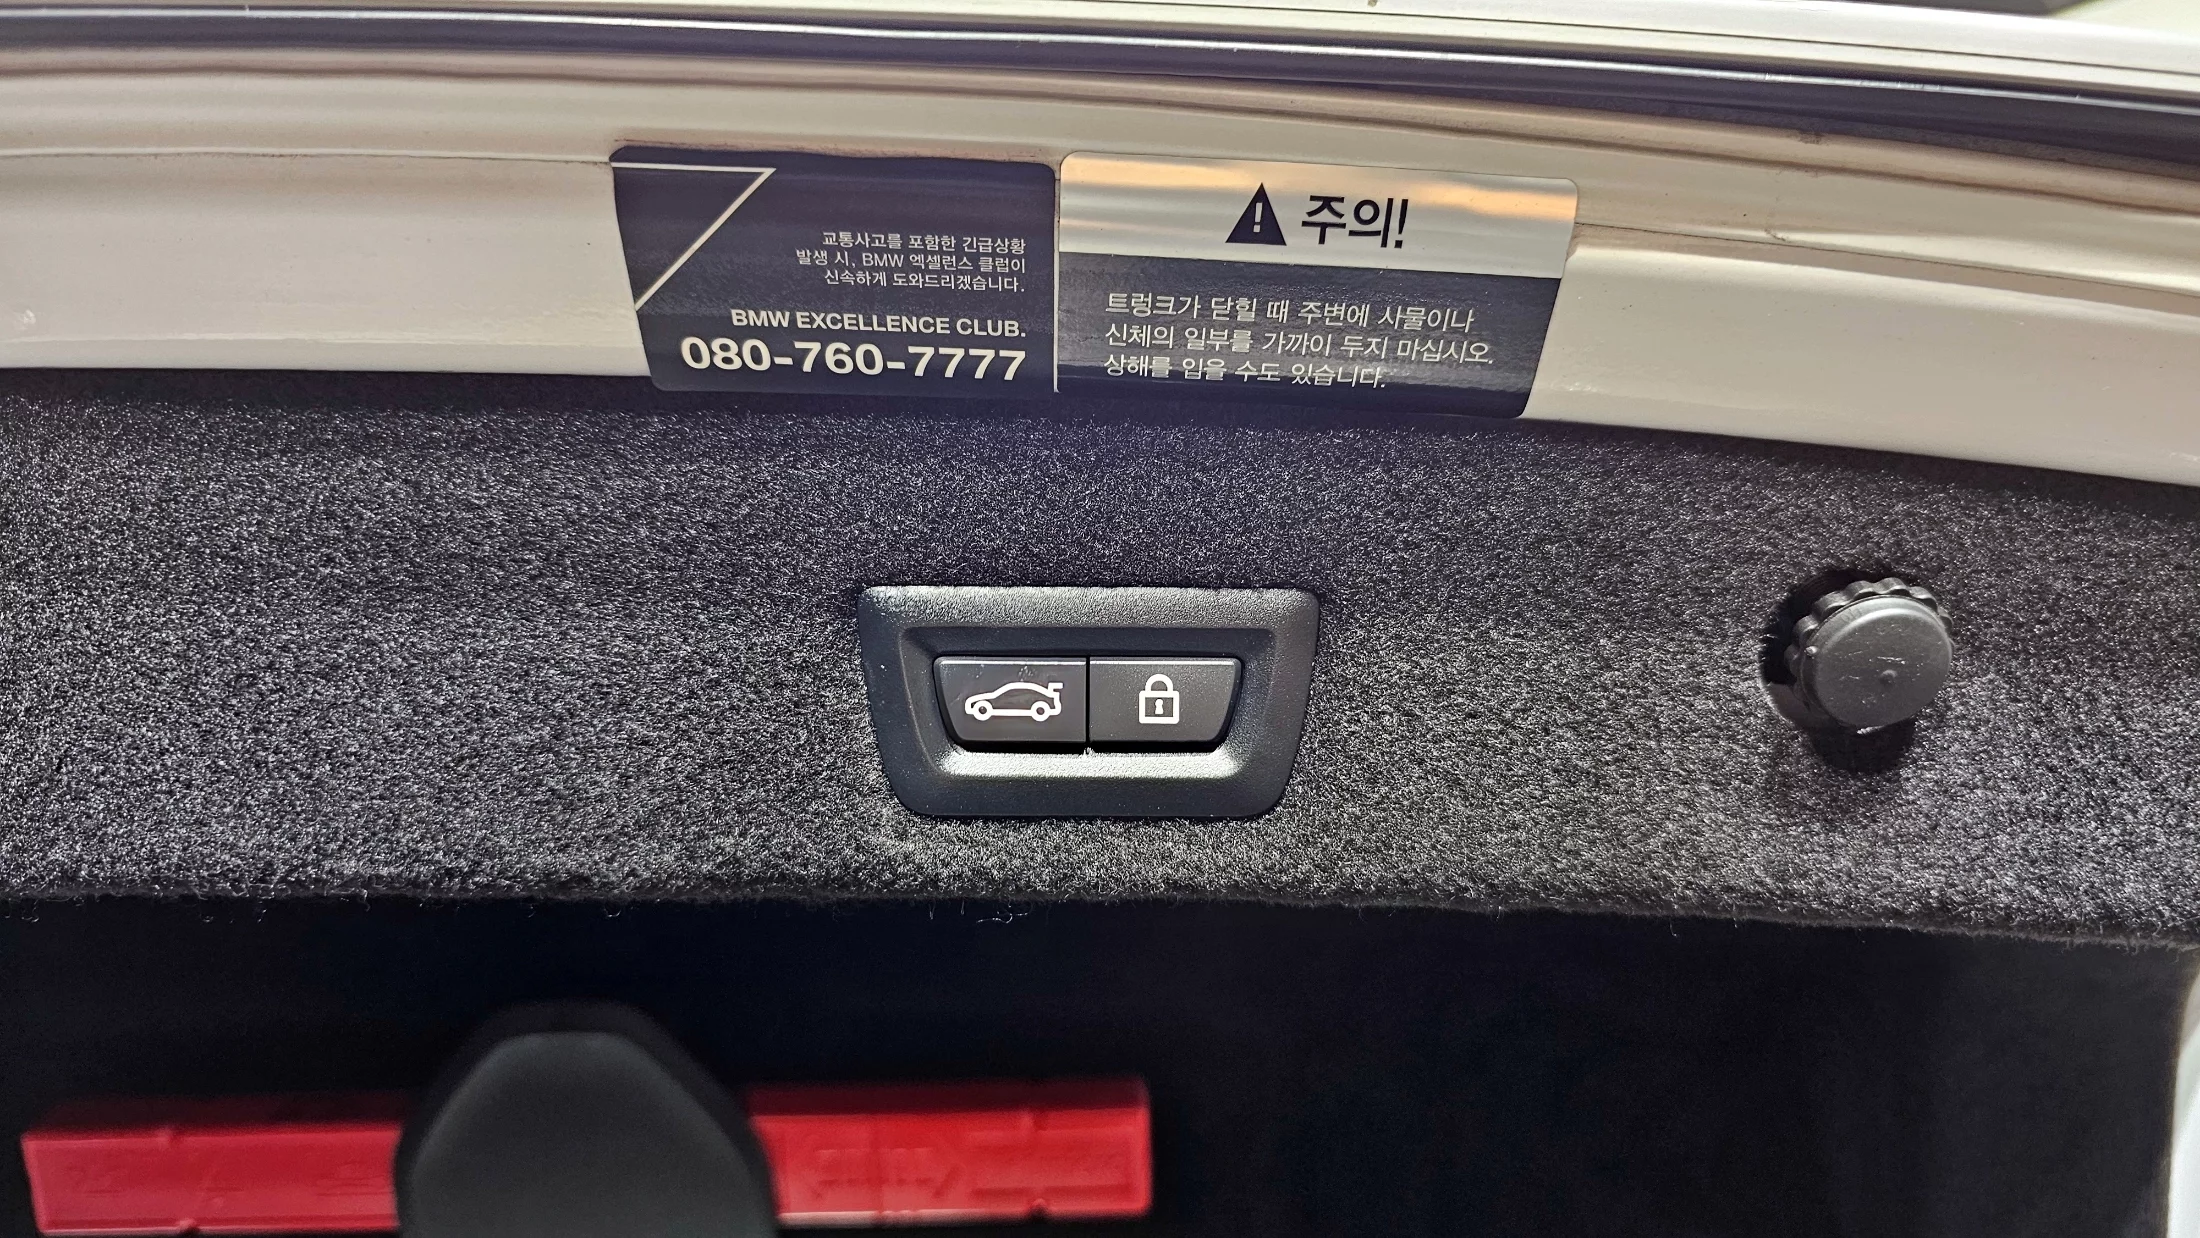 교통사고를 포함한 긴급상황
발생 시, BMW 엑셀런스 클럽이
신속하게 도와드리겠습니다.
BMW EXCELLENCE CLUB.
080-760-7777
주의!
트렁크가 닫힐 때 주변에 사물이나
신체의 일부를 가까이 두지 마십시오.
상해를 입을 수도 있습니다.